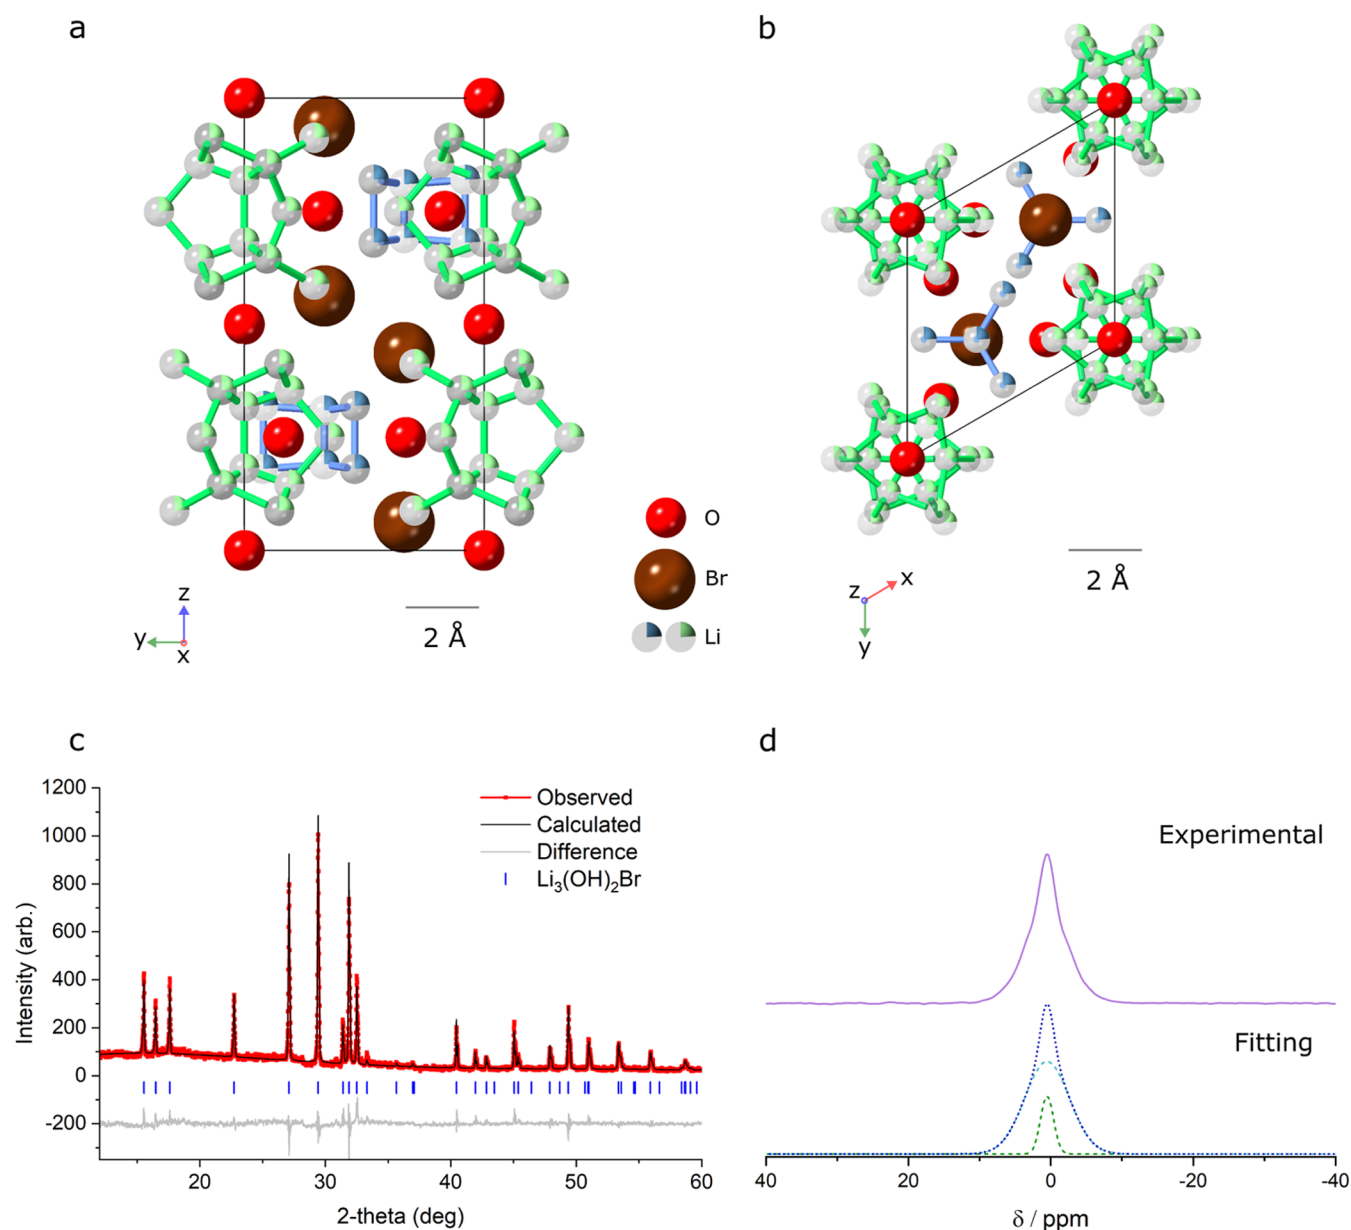 a
b
O
Br
Li
z
y
x
2 Å
2 Å
z
x
y
c
d
1200
1000
800
600
400
200
0
-200
Intensity (arb.)
Observed
Calculated
Difference
Li₃(OH)₂Br
20
30
40
50
60
2-theta (deg)
Experimental
Fitting
40
20
0
-20
-40
δ / ppm